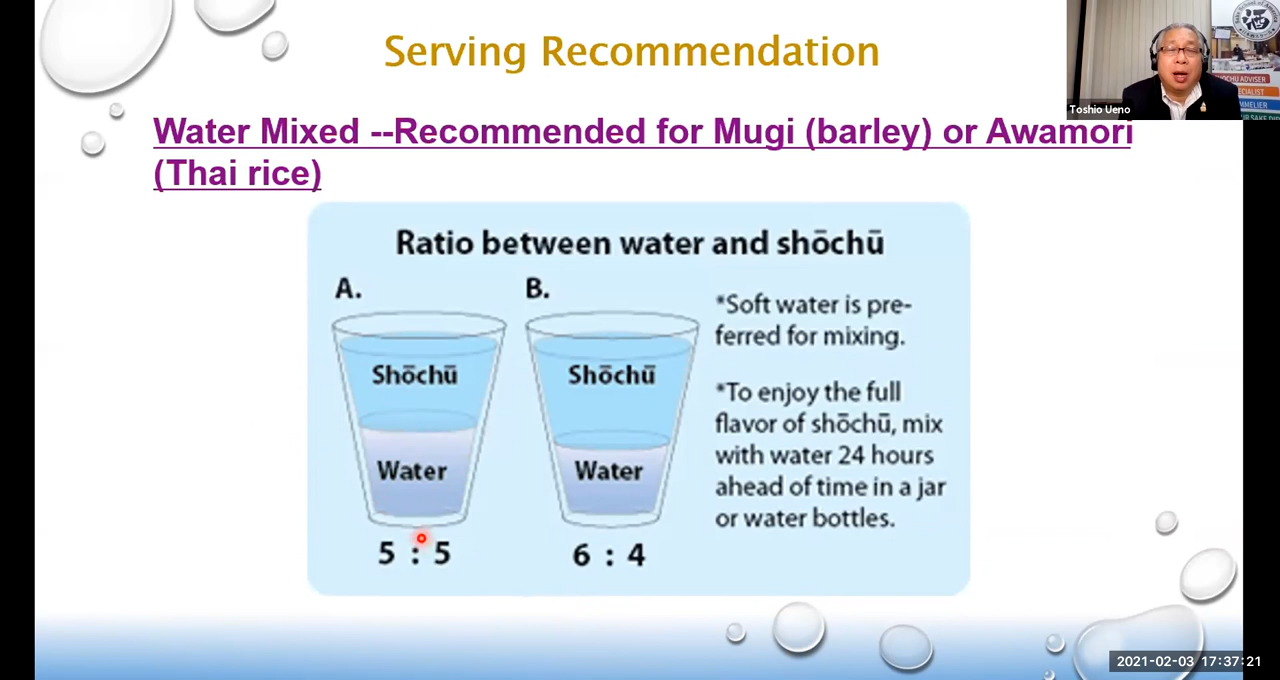 Serving Recommendation
Toshio Ueno
Water Mixed --Recommended for Mugi (barley) or Awamori
(Thai rice)
Ratio between water and shōchū
A.
Shōchū
Water
5 : 5
B.
Shōchū
Water
6 : 4
*Soft water is pre-
ferred for mixing.
*To enjoy the full
flavor of shōchū, mix
with water 24 hours
ahead of time in a jar
or water bottles.
2021-02-03 17:37:21